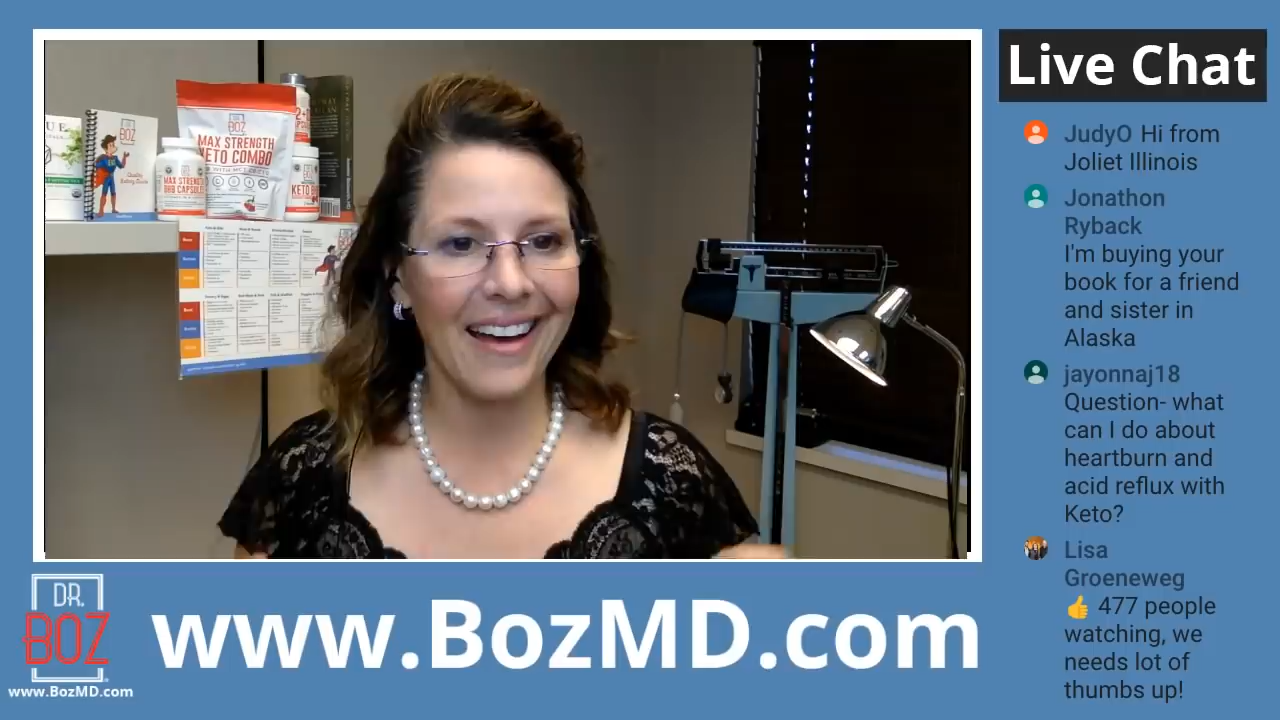 Live Chat
JudyO Hi from
Joliet Illinois
Jonathon
Ryback
I'm buying your
book for a friend
and sister in
Alaska
jayonnaj18
Question- what
can I do about
heartburn and
acid reflux with
Keto?
Lisa
Groeneweg
👍 477 people
watching, we
needs lot of
thumbs up!
DR.
BOZ
MAX STRENGTH
KETO COMBO
DR.
BOZ
MAX STRENGTH
BHB CAPSULES
KETO
DR.
BOZ
www.BozMD.com
www.BozMD.com